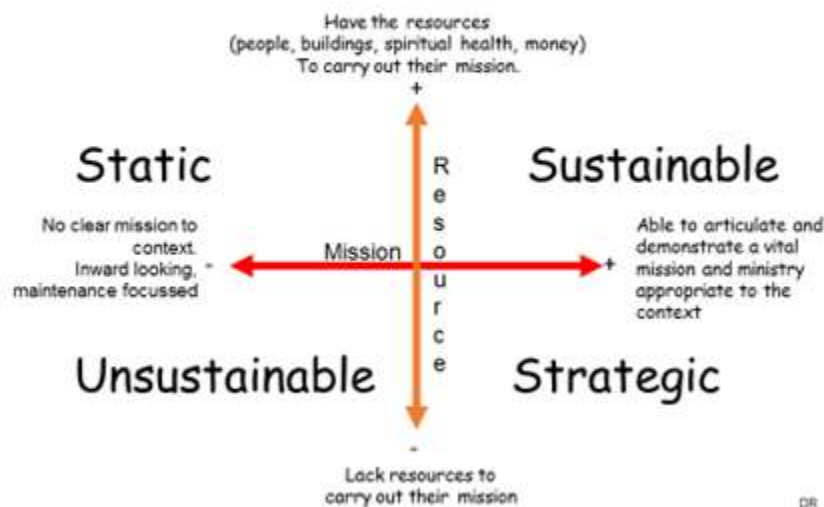 Have the resources
(people, buildings, spiritual health, money)
To carry out their mission.
+
Static
Sustainable
Resource
No clear mission to
context.
Inward looking,
maintenance focussed
-
Mission
+
Able to articulate and
demonstrate a vital
mission and ministry
appropriate to the
context
Unsustainable
Strategic
-
Lack resources to
carry out their mission